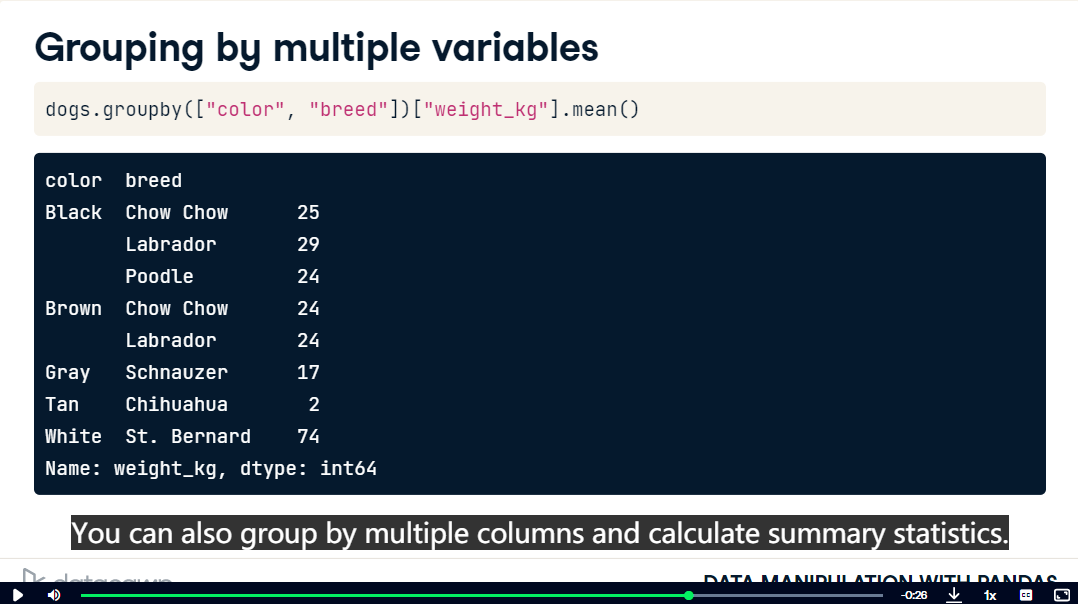 Grouping by multiple variables
dogs.groupby(["color", "breed"])["weight_kg"].mean()
color  breed
Black  Chow Chow      25
       Labrador       29
       Poodle         24
Brown  Chow Chow      24
       Labrador       24
Gray   Schnauzer      17
Tan    Chihuahua       2
White  St. Bernard    74
Name: weight_kg, dtype: int64
You can also group by multiple columns and calculate summary statistics.
datacamp
DATA MANIPULATION WITH PANDAS
-0:26
1x
CC